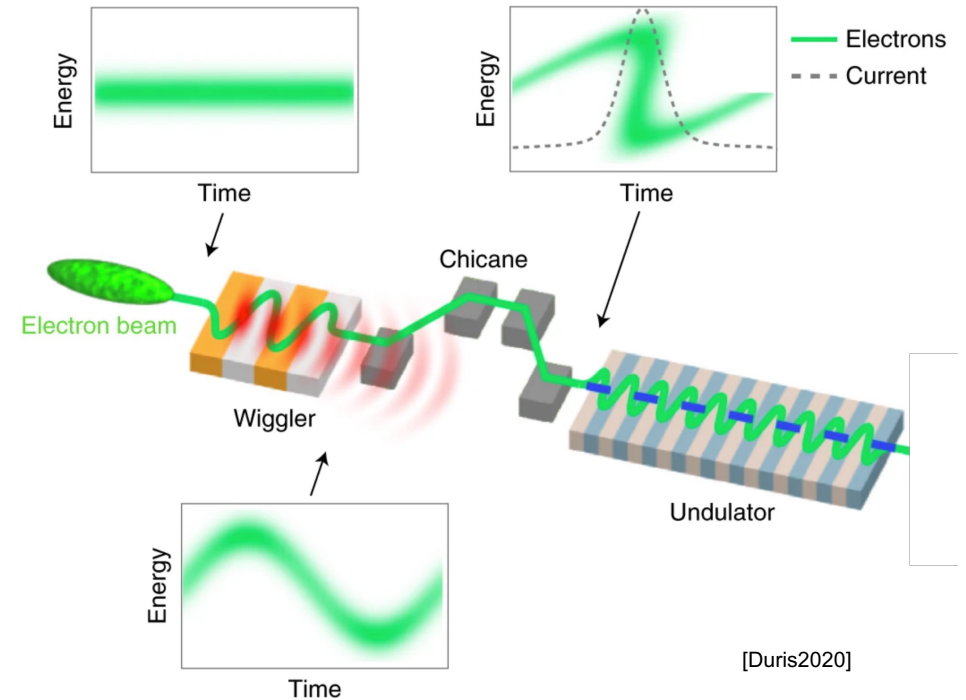 Energy
Time
Energy
Time
Electrons
Current
Electron beam
Wiggler
Chicane
Undulator
Energy
Time
[Duris2020]